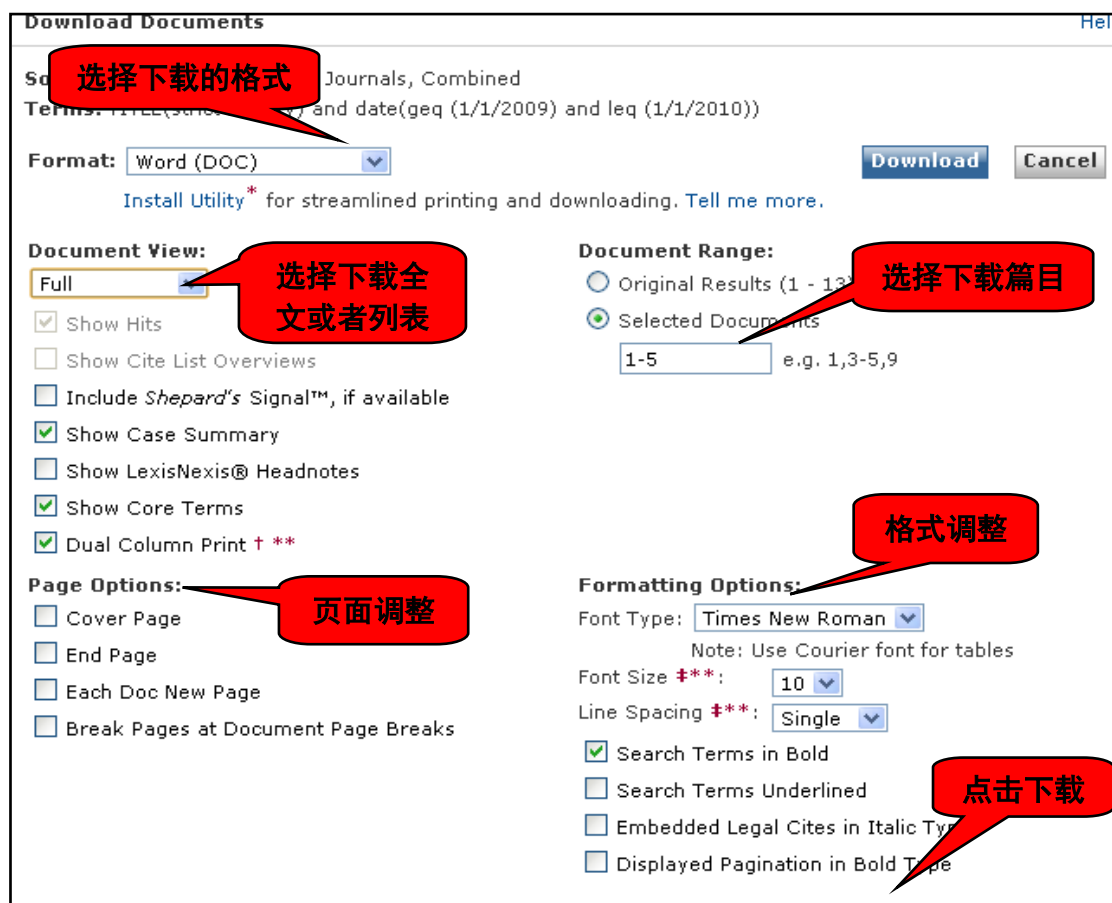 Download Documents
Hel
选择下载的格式
So
Journals, Combined
Terms:
and date(geq (1/1/2009) and leq (1/1/2010))
Format: Word (DOC)
Download
Cancel
Install Utility* for streamlined printing and downloading. Tell me more.
Document View:
Full
选择下载全
文或者列表
Show Hits
Show Cite List Overviews
Include Shepard's Signal™, if available
Show Case Summary
Show LexisNexis® Headnotes
Show Core Terms
Dual Column Print † **
Document Range:
Original Results (1 - 13)
选择下载篇目
Selected Documents
1-5 e.g. 1,3-5,9
Page Options:
页面调整
Cover Page
End Page
Each Doc New Page
Break Pages at Document Page Breaks
格式调整
Formatting Options:
Font Type: Times New Roman
Note: Use Courier font for tables
Font Size ‡**: 10
Line Spacing ‡**: Single
Search Terms in Bold
Search Terms Underlined
点击下载
Embedded Legal Cites in Italic Typ
Displayed Pagination in Bold Type